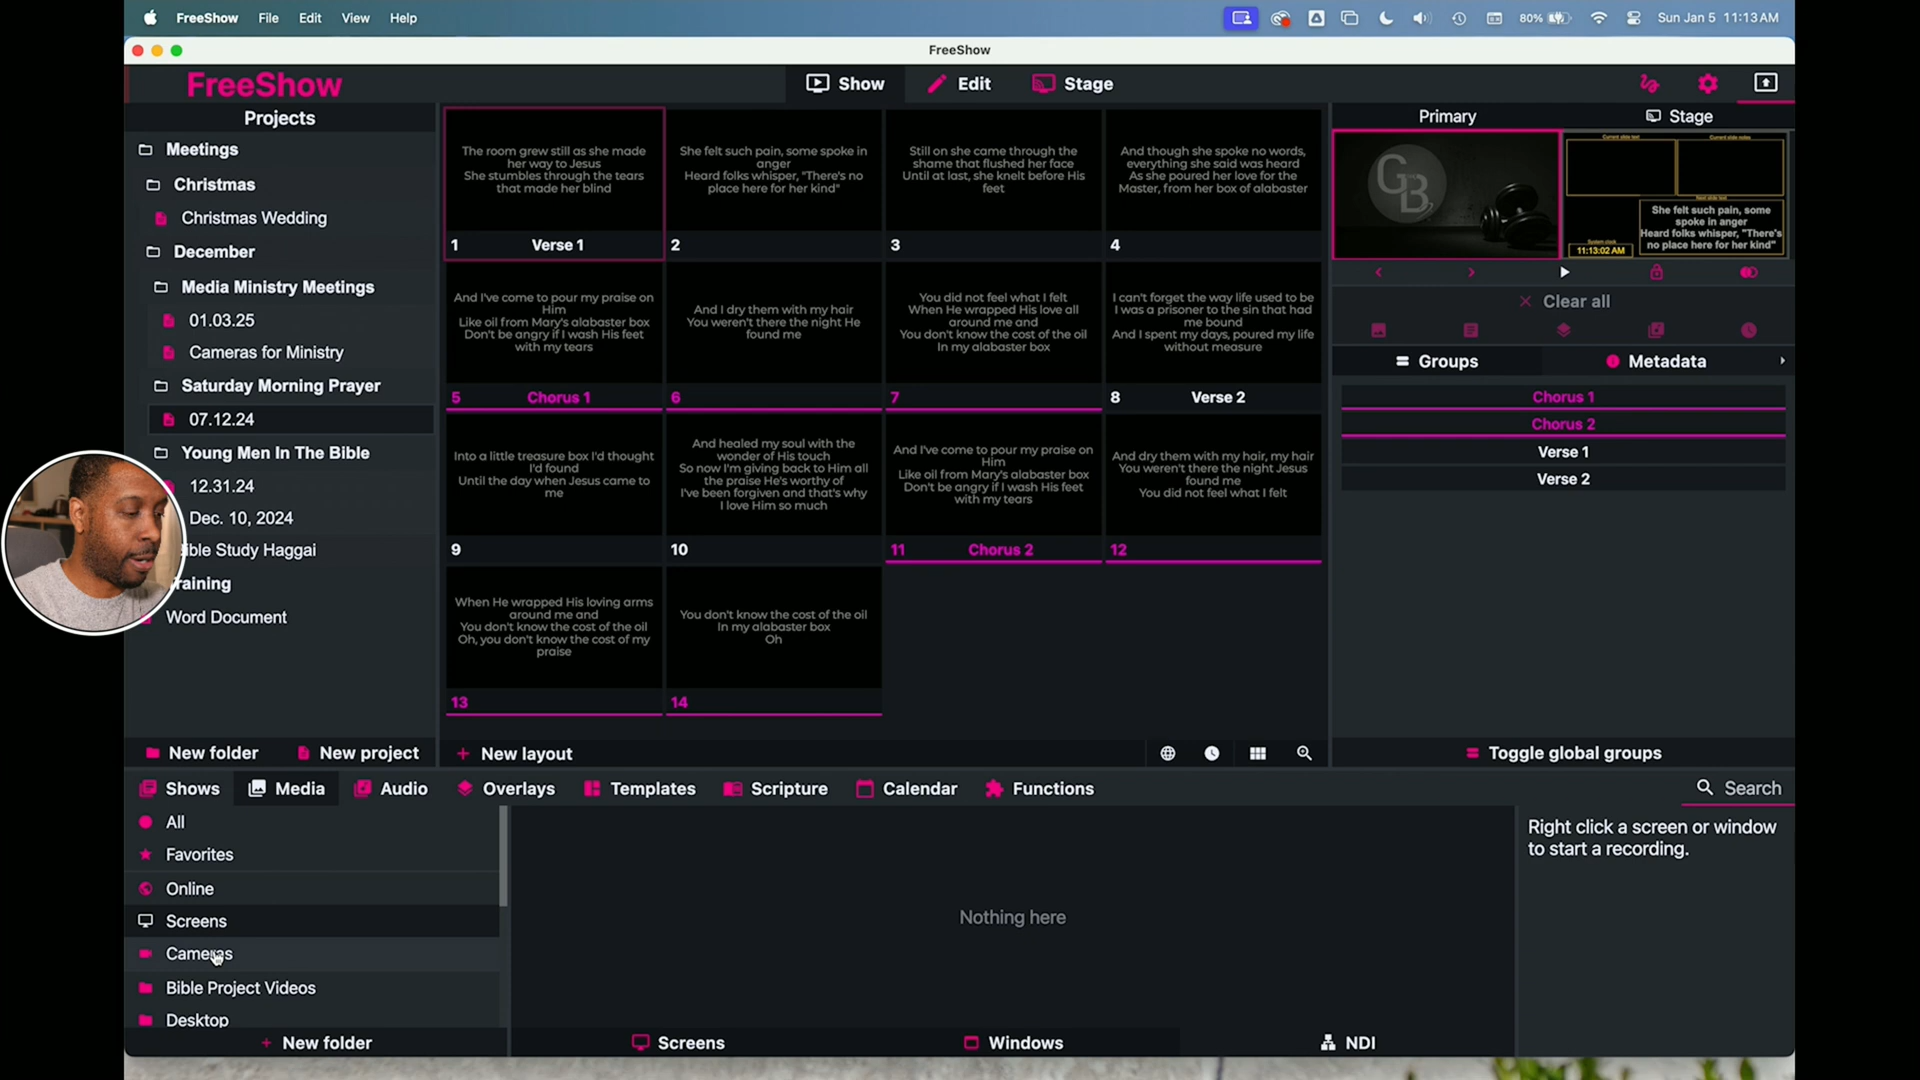 FreeShow File Edit View Help
80% Sun Jan 5 11:13 AM
FreeShow
FreeShow
Show Edit Stage
Projects
Meetings
Christmas
Christmas Wedding
December
Media Ministry Meetings
01.03.25
Cameras for Ministry
Saturday Morning Prayer
07.12.24
Young Men In The Bible
12.31.24
Dec. 10, 2024
ible Study Haggai
raining
Word Document
New folder New project
The room grew still as she made
her way to Jesus
She stumbles through the tears
that made her blind
1 Verse 1
She felt such pain, some spoke in
anger
Heard folks whisper, "There's no
place here for her kind"
2
Still on she came through the
shame that flushed her face
Until at last, she knelt before His
feet
3
And though she spoke no words,
everything she said was heard
As she poured her love for the
Master, from her box of alabaster
4
And I've come to pour my praise on
Him
Like oil from Mary's alabaster box
Don't be angry if I wash His feet
with my tears
5 Chorus 1
And I dry them with my hair
You weren't there the night He
found me
6
You did not feel what I felt
When He wrapped His love all
around me and
You don't know the cost of the oil
In my alabaster box
7
I can't forget the way life used to be
I was a prisoner to the sin that had
me bound
And I spent my days, poured my life
without measure
8 Verse 2
Into a little treasure box I'd thought
I'd found
Until the day when Jesus came to
me
9
And healed my soul with the
wonder of His touch
So now I'm giving back to Him all
the praise He's worthy of
I've been forgiven and that's why
I love Him so much
10
And I've come to pour my praise on
Him
Like oil from Mary's alabaster box
Don't be angry if I wash His feet
with my tears
11 Chorus 2
And dry them with my hair, my hair
You weren't there the night Jesus
found me
You did not feel what I felt
12
When He wrapped His loving arms
around me and
You don't know the cost of the oil
Oh, you don't know the cost of my
praise
13
You don't know the cost of the oil
In my alabaster box
Oh
14
New layout
Primary Stage
GB
Current slide text Current slide notes
Next slide text
She felt such pain, some
spoke in anger
Heard folks whisper, "There's
no place here for her kind"
System clock
11:13:02 AM
Clear all
Groups Metadata
Chorus 1
Chorus 2
Verse 1
Verse 2
Toggle global groups
Shows Media Audio Overlays Templates Scripture Calendar Functions Search
All
Favorites
Online
Screens
Cameras
Bible Project Videos
Desktop
New folder
Nothing here
Screens Windows NDI
Right click a screen or window
to start a recording.